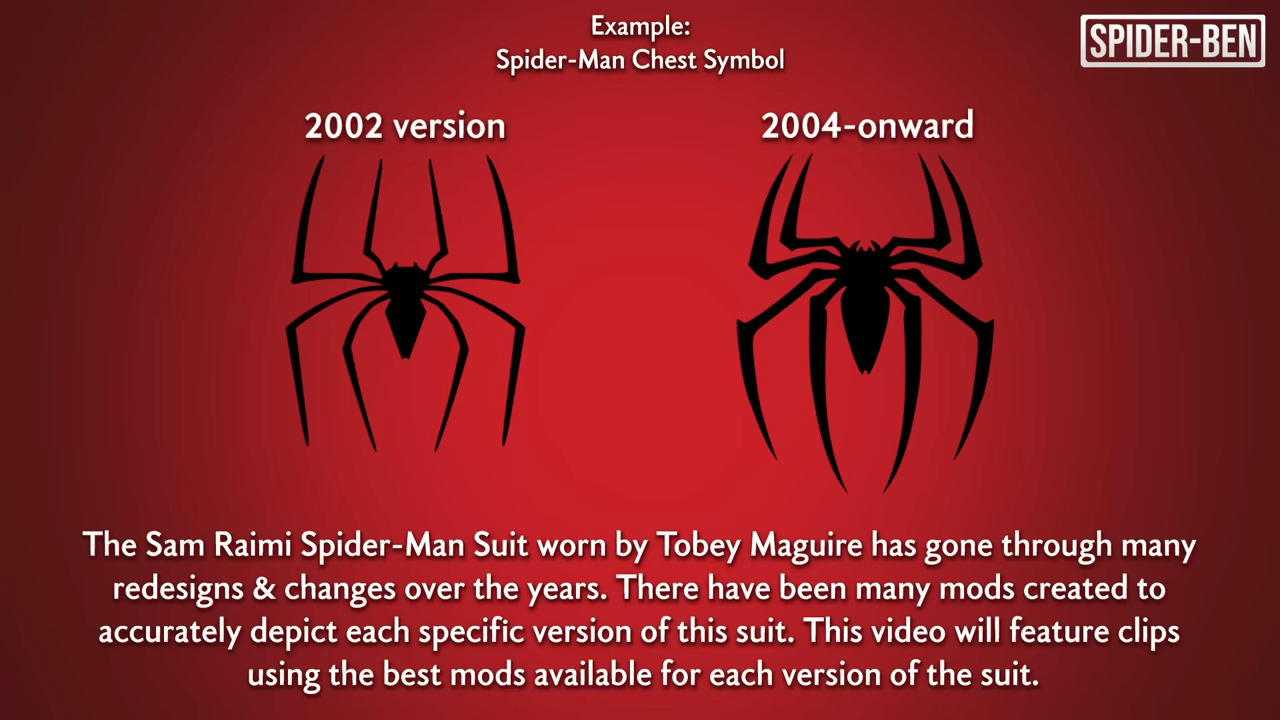 Example:
Spider-Man Chest Symbol
SPIDER-BEN
2002 version
2004-onward
The Sam Raimi Spider-Man Suit worn by Tobey Maguire has gone through many
redesigns & changes over the years. There have been many mods created to
accurately depict each specific version of this suit. This video will feature clips
using the best mods available for each version of the suit.